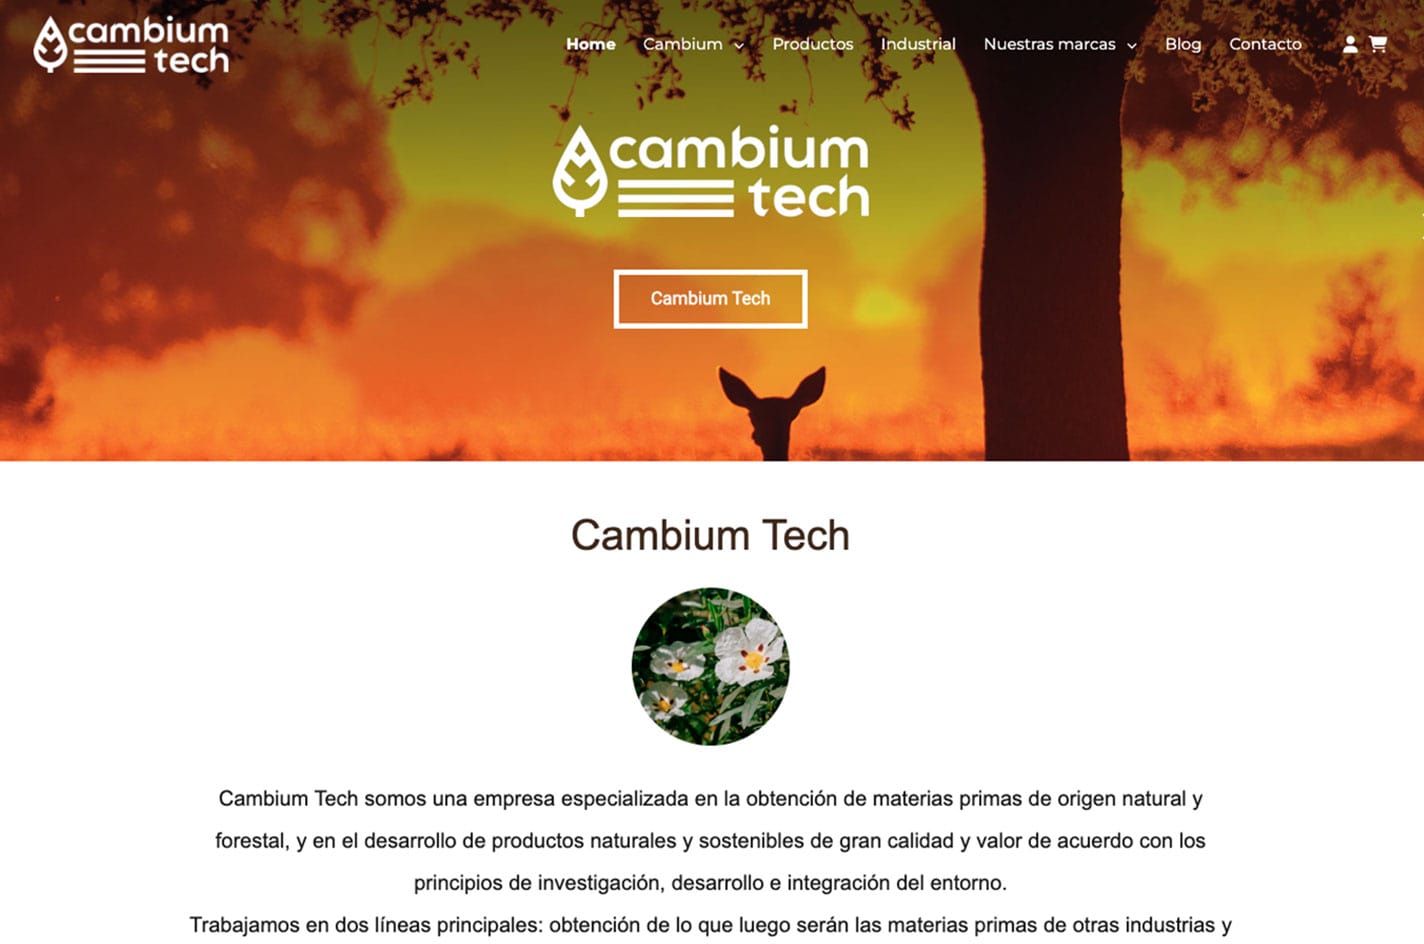 cambium
tech
Home Cambium Productos Industrial Nuestras marcas Blog Contacto
cambium
tech
Cambium Tech
Cambium Tech
Cambium Tech somos una empresa especializada en la obtención de materias primas de origen natural y
forestal, y en el desarrollo de productos naturales y sostenibles de gran calidad y valor de acuerdo con los
principios de investigación, desarrollo e integración del entorno.
Trabajamos en dos líneas principales: obtención de lo que luego serán las materias primas de otras industrias y